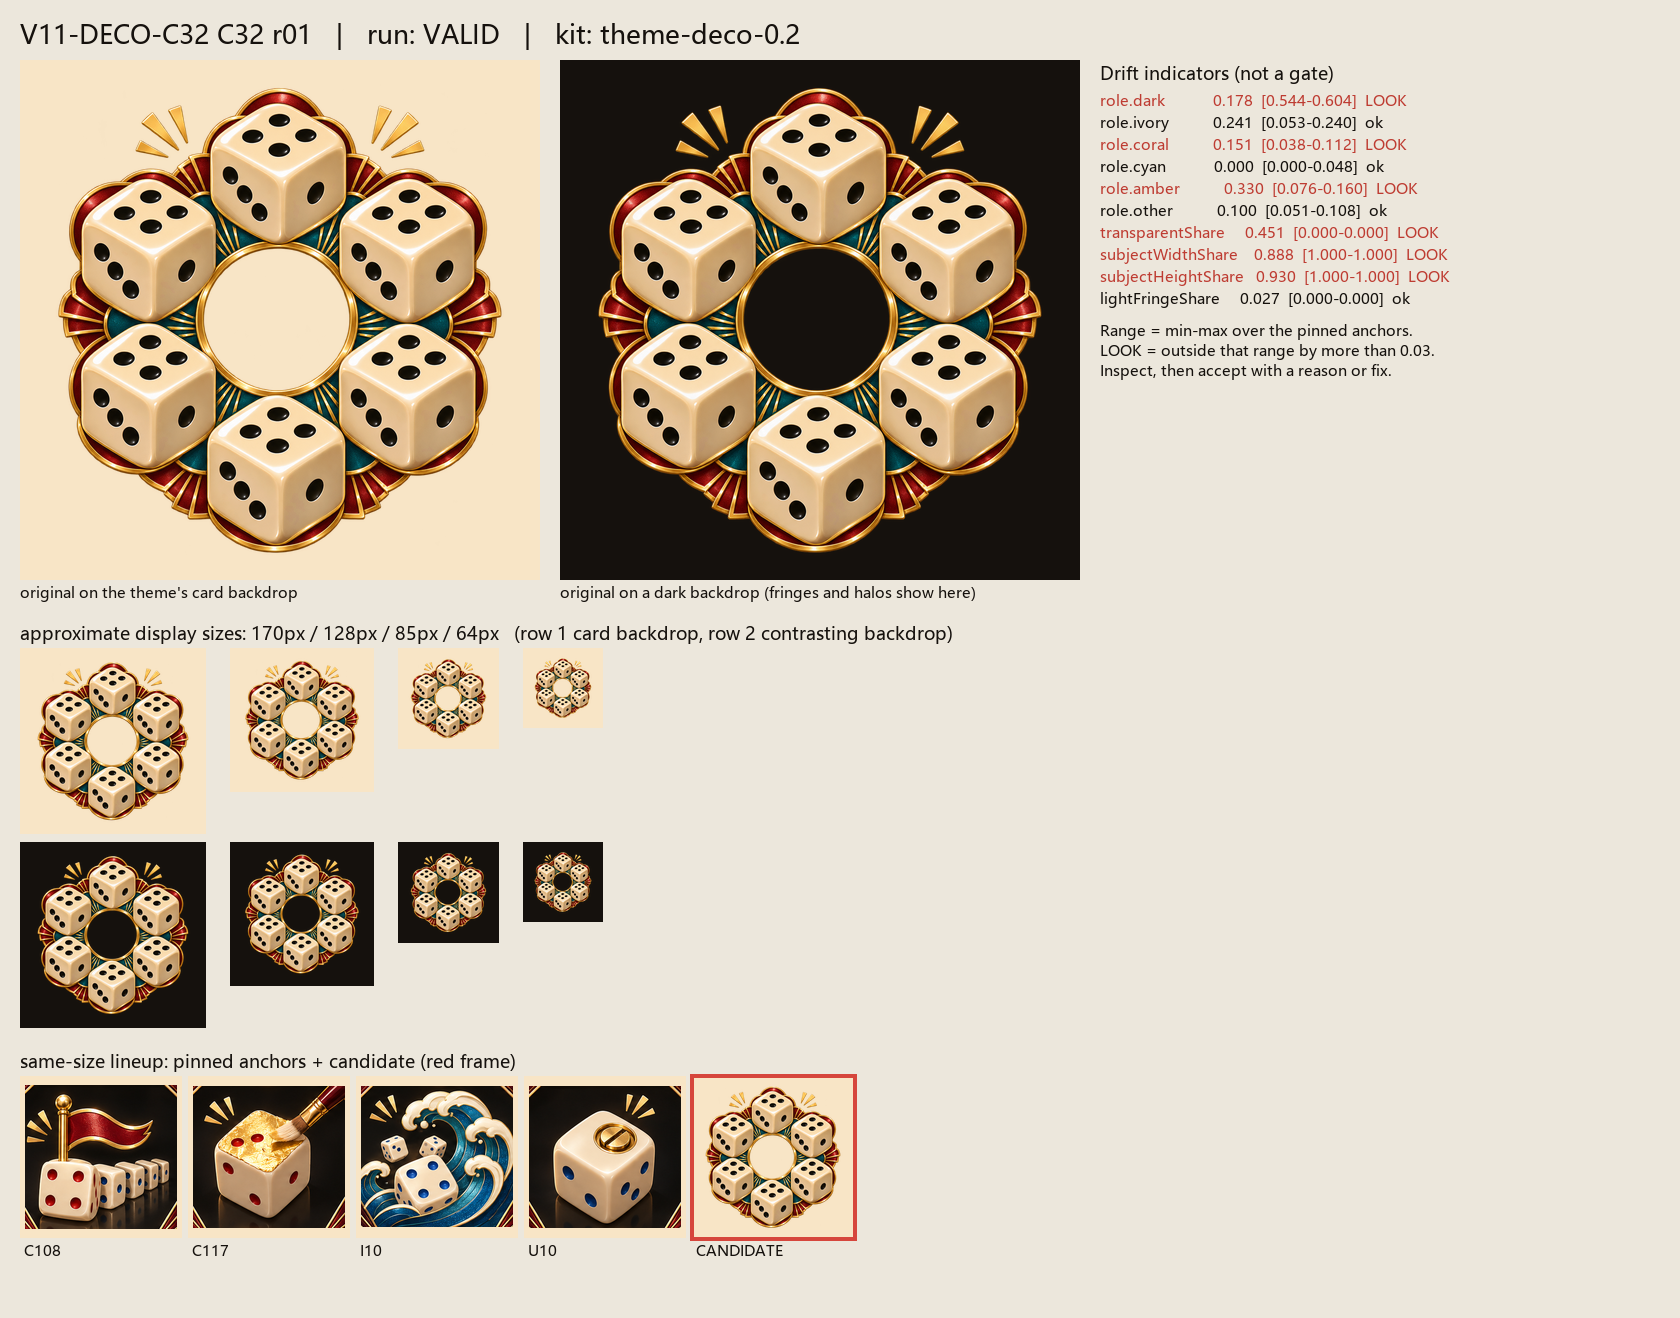 V11-DECO-C32 C32 r01 | run: VALID | kit: theme-deco-0.2
Drift indicators (not a gate)
role.dark 0.178 [0.544-0.604] LOOK
role.ivory 0.241 [0.053-0.240] ok
role.coral 0.151 [0.038-0.112] LOOK
role.cyan 0.000 [0.000-0.048] ok
role.amber 0.330 [0.076-0.160] LOOK
role.other 0.100 [0.051-0.108] ok
transparentShare 0.451 [0.000-0.000] LOOK
subjectWidthShare 0.888 [1.000-1.000] LOOK
subjectHeightShare 0.930 [1.000-1.000] LOOK
lightFringeShare 0.027 [0.000-0.000] ok
Range = min-max over the pinned anchors.
LOOK = outside that range by more than 0.03.
Inspect, then accept with a reason or fix.
original on the theme's card backdrop
original on a dark backdrop (fringes and halos show here)
approximate display sizes: 170px / 128px / 85px / 64px (row 1 card backdrop, row 2 contrasting backdrop)
same-size lineup: pinned anchors + candidate (red frame)
C108
C117
I10
U10
CANDIDATE